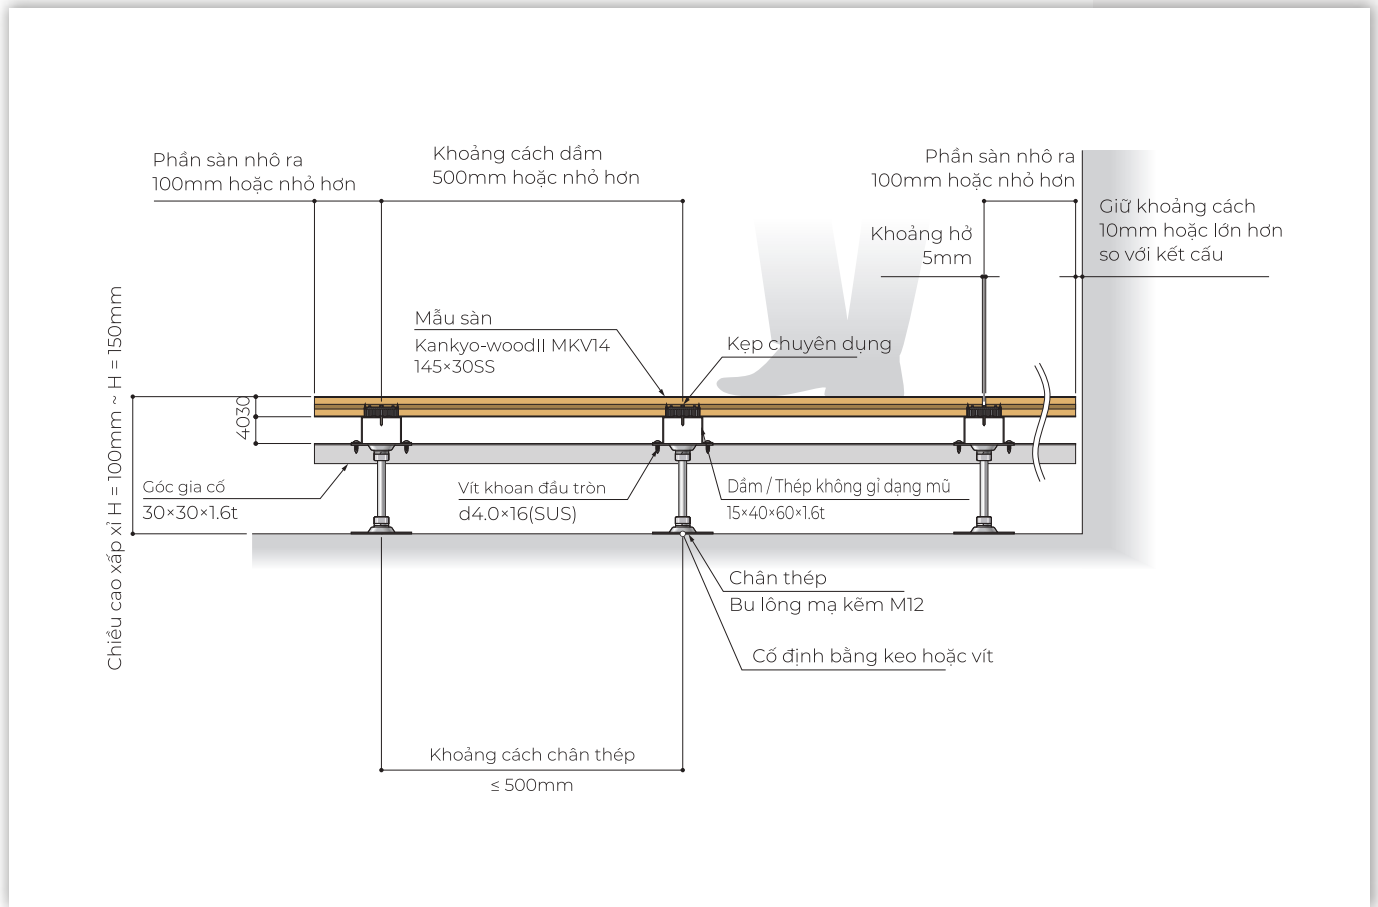 Phần sàn nhô ra
100mm hoặc nhỏ hơn
Khoảng cách dầm
500mm hoặc nhỏ hơn
Phần sàn nhô ra
100mm hoặc nhỏ hơn
Giữ khoảng cách
10mm hoặc lớn hơn
so với kết cấu
Khoảng hở
5mm
Mẫu sàn
Kankyo-woodII MKV14
145×30SS
Kẹp chuyên dụng
Chiều cao xấp xỉ H = 100mm ~ H = 150mm
30
40
Góc gia cố
30×30×1.6t
Vít khoan đầu tròn
d4.0×16(SUS)
Dầm / Thép không gỉ dạng mũ
15×40×60×1.6t
Chân thép
Bu lông mạ kẽm M12
Cố định bằng keo hoặc vít
Khoảng cách chân thép
≤ 500mm